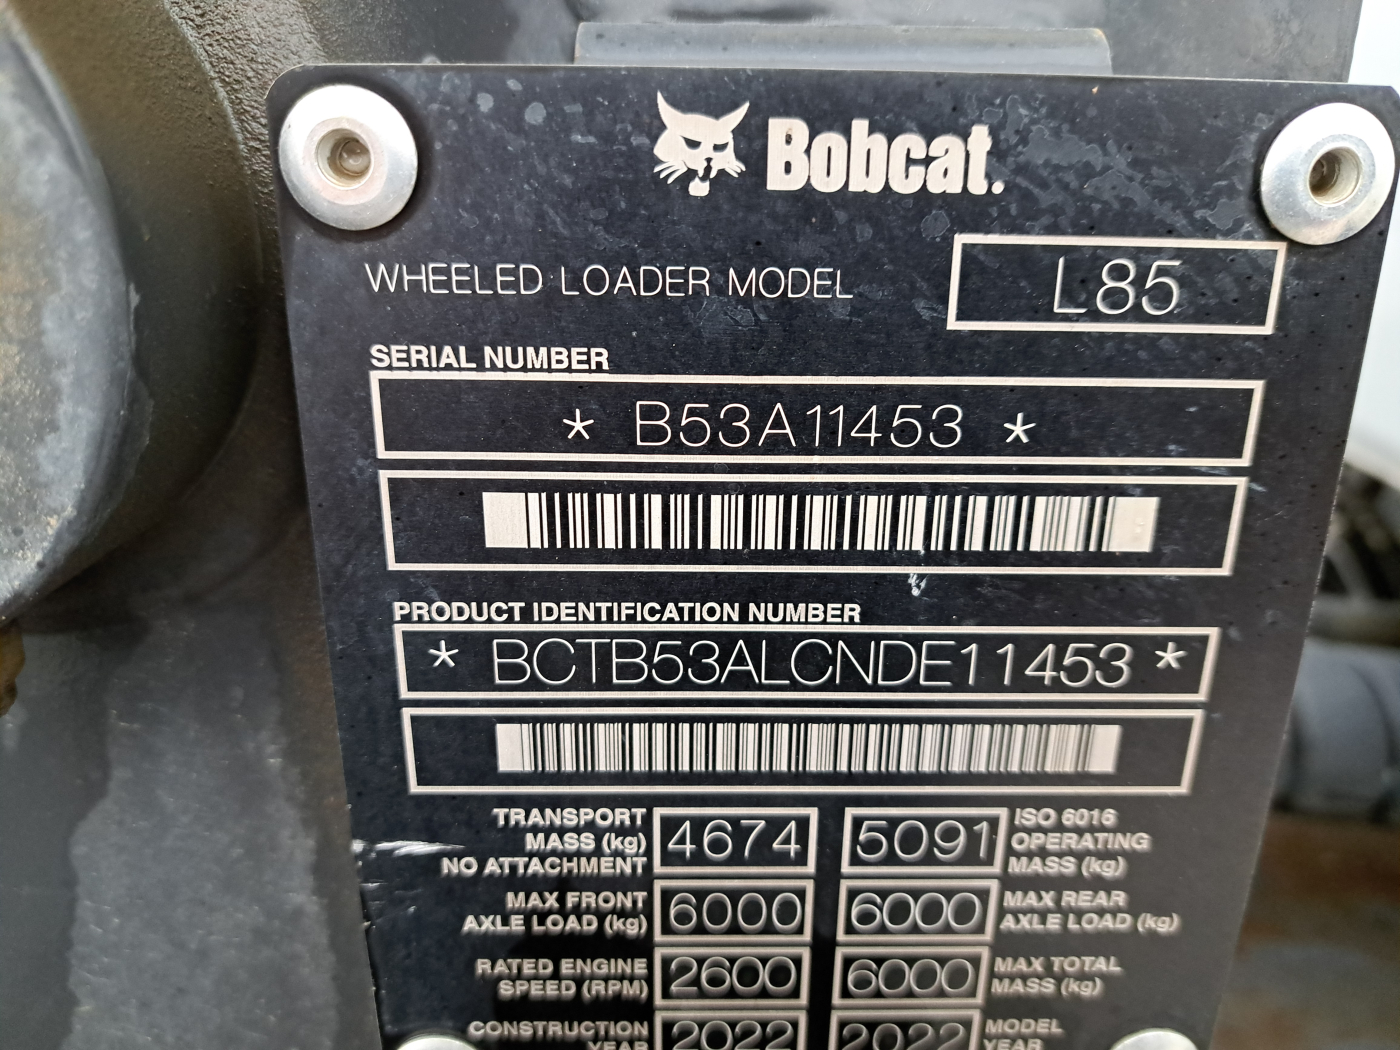 Bobcat.
WHEELED LOADER MODEL L85
SERIAL NUMBER
* B53A11453 *
PRODUCT IDENTIFICATION NUMBER
* BCTB53ALCNDE11453 *
TRANSPORT MASS (kg) NO ATTACHMENT 4674 5091 ISO 6016 OPERATING MASS (kg)
MAX FRONT AXLE LOAD (kg) 6000 6000 MAX REAR AXLE LOAD (kg)
RATED ENGINE SPEED (RPM) 2600 6000 MAX TOTAL MASS (kg)
CONSTRUCTION YEAR 2022 2022 MODEL YEAR